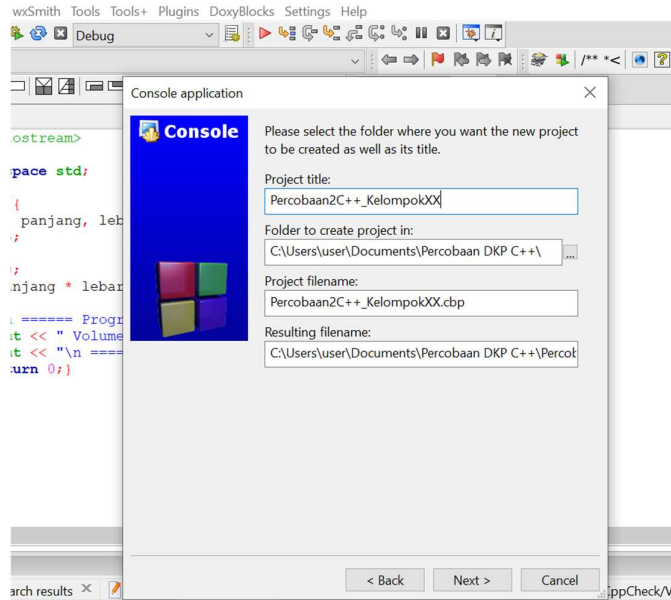 wxSmith Tools Tools+ Plugins DoxyBlocks Settings Help
Debug
/** *<
Console application
ostream>
Console
Please select the folder where you want the new project
to be created as well as its title.
pace std;
Project title:
{
Percobaan2C++_KelompokXX
panjang, leb
Folder to create project in:
;
C:\Users\user\Documents\Percobaan DKP C++\
...
;
Project filename:
njang * lebar
Percobaan2C++_KelompokXX.cbp
====== Progr
Resulting filename:
t << " Volume
C:\Users\user\Documents\Percobaan DKP C++\Percob
t << "\n ====
urn 0;}
< Back Next > Cancel
arch results
CppCheck/V